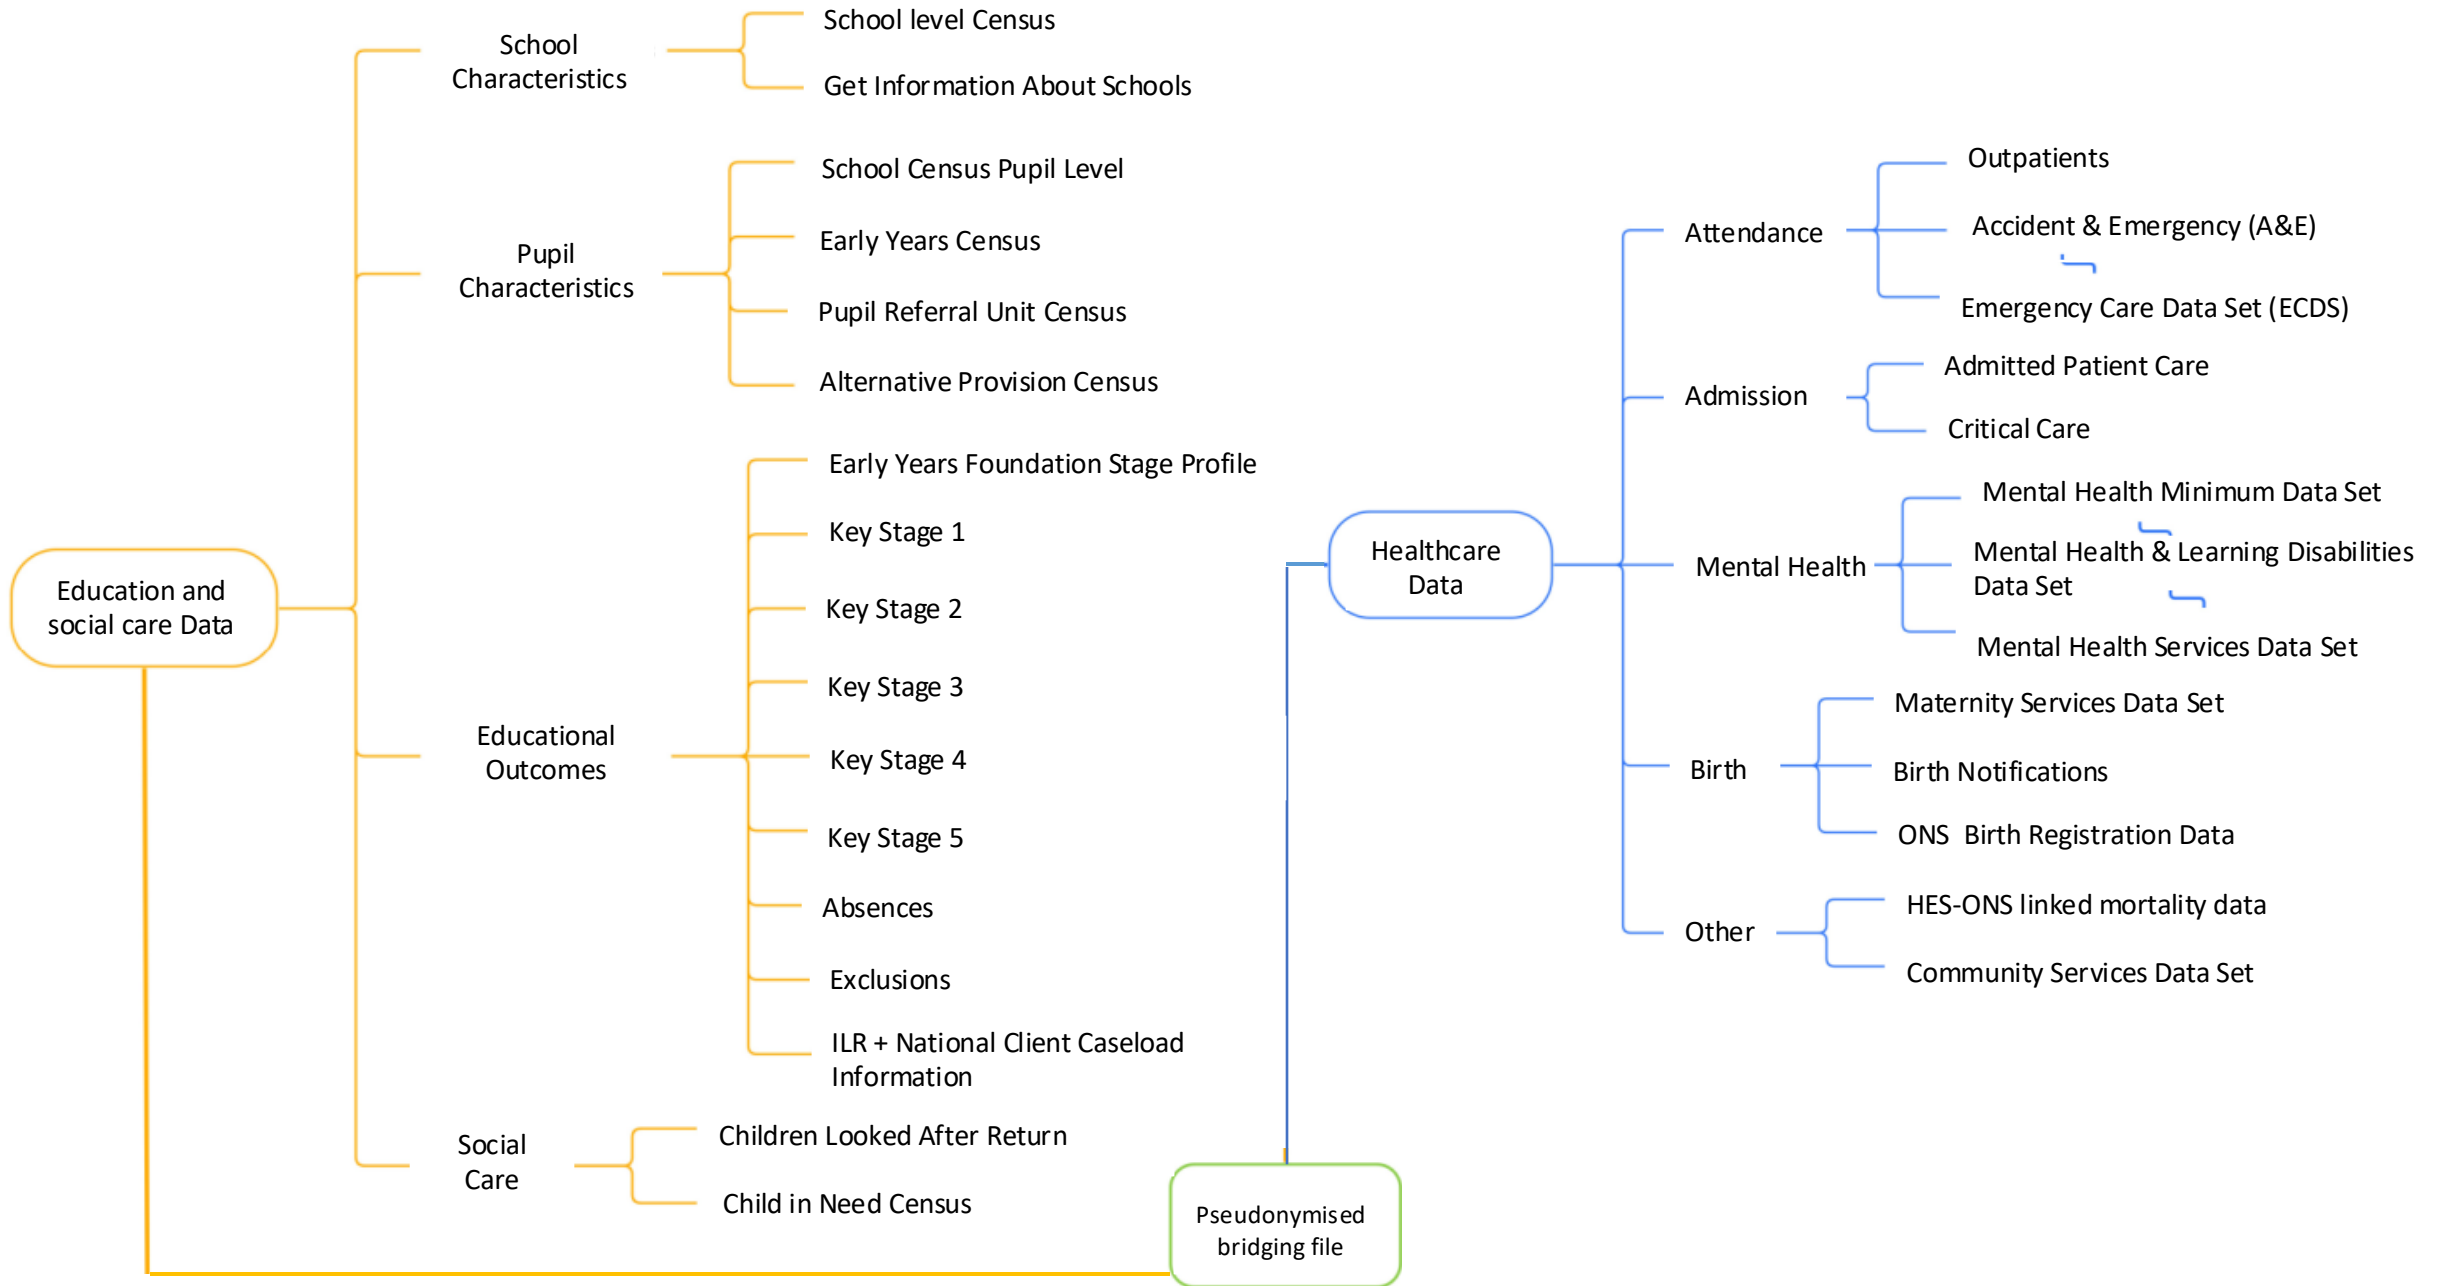 School
Characteristics
School level Census
Get Information About Schools
Pupil
Characteristics
School Census Pupil Level
Early Years Census
Pupil Referral Unit Census
Alternative Provision Census
Education and
social care Data
Educational
Outcomes
Early Years Foundation Stage Profile
Key Stage 1
Key Stage 2
Key Stage 3
Key Stage 4
Key Stage 5
Absences
Exclusions
ILR + National Client Caseload
Information
Social
Care
Children Looked After Return
Child in Need Census
Pseudonymised
bridging file
Healthcare
Data
Attendance
Outpatients
Accident & Emergency (A&E)
Emergency Care Data Set (ECDS)
Admission
Admitted Patient Care
Critical Care
Mental Health
Mental Health Minimum Data Set
Mental Health & Learning Disabilities
Data Set
Mental Health Services Data Set
Birth
Maternity Services Data Set
Birth Notifications
ONS  Birth Registration Data
Other
HES-ONS linked mortality data
Community Services Data Set